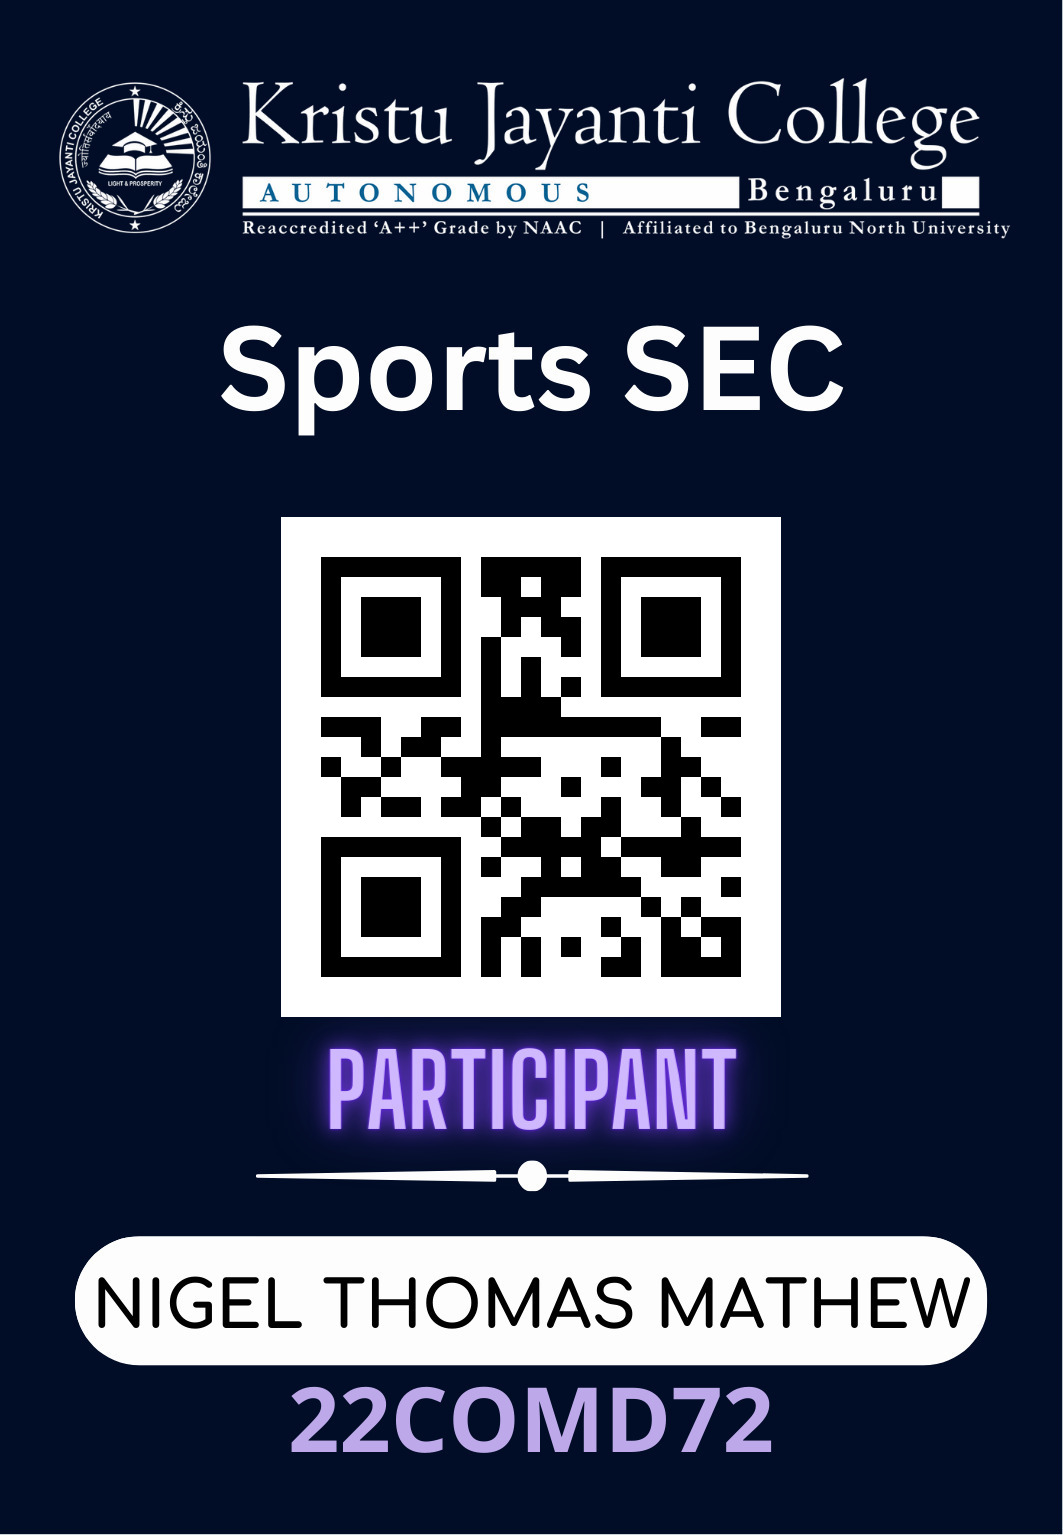 KRISTU JAYANTI COLLEGE
ಕ್ರಿಸ್ತು ಜಯಂತಿ ಕಾಲೇಜು
LIGHT & PROSPERITY
Kristu Jayanti College
AUTONOMOUS Bengaluru
Reaccredited ‘A++’ Grade by NAAC | Affiliated to Bengaluru North University
Sports SEC
PARTICIPANT
NIGEL THOMAS MATHEW
22COMD72